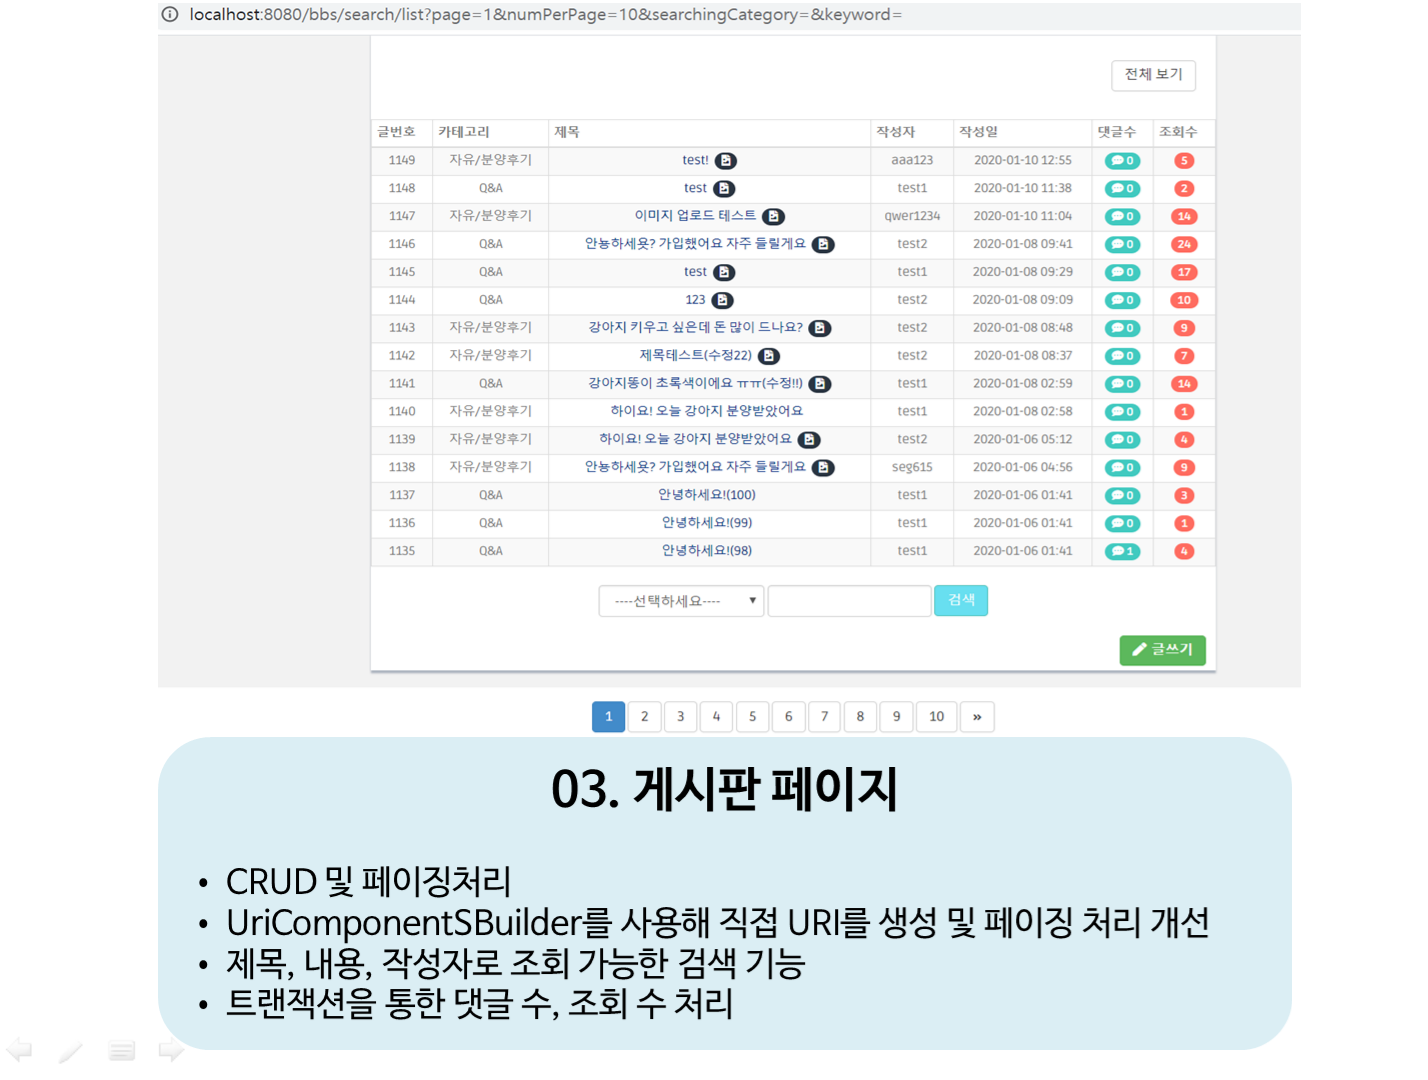 localhost:8080/bbs/search/list?page=1&numPerPage=10&searchingCategory=&keyword=
전체 보기
글번호 카테고리 제목 작성자 작성일 댓글수 조회수
1149 자유/분양후기 test! aaa123 2020-01-10 12:55 0 5
1148 Q&A test test1 2020-01-10 11:38 0 2
1147 자유/분양후기 이미지 업로드 테스트 qwer1234 2020-01-10 11:04 0 14
1146 Q&A 안뇽하세욧? 가입했어요 자주 들릴게요 test2 2020-01-08 09:41 0 24
1145 Q&A test test1 2020-01-08 09:29 0 17
1144 Q&A 123 test2 2020-01-08 09:09 0 10
1143 자유/분양후기 강아지 키우고 싶은데 돈 많이 드나요? test2 2020-01-08 08:48 0 9
1142 자유/분양후기 제목테스트(수정22) test2 2020-01-08 08:37 0 7
1141 Q&A 강아지똥이 초록색이에요 ㅠㅠ(수정!!) test1 2020-01-08 02:59 0 14
1140 자유/분양후기 하이요! 오늘 강아지 분양받았어요 test1 2020-01-08 02:58 0 1
1139 자유/분양후기 하이요! 오늘 강아지 분양받았어요 test2 2020-01-06 05:12 0 4
1138 자유/분양후기 안뇽하세욧? 가입했어요 자주 들릴게요 seg615 2020-01-06 04:56 0 9
1137 Q&A 안녕하세요!(100) test1 2020-01-06 01:41 0 3
1136 Q&A 안녕하세요!(99) test1 2020-01-06 01:41 0 1
1135 Q&A 안녕하세요!(98) test1 2020-01-06 01:41 1 4
----선택하세요---- 검색
글쓰기
1 2 3 4 5 6 7 8 9 10 »
03. 게시판 페이지
• CRUD 및 페이징처리
• UriComponentSBuilder를 사용해 직접 URI를 생성 및 페이징 처리 개선
• 제목, 내용, 작성자로 조회 가능한 검색 기능
• 트랜잭션을 통한 댓글 수, 조회 수 처리